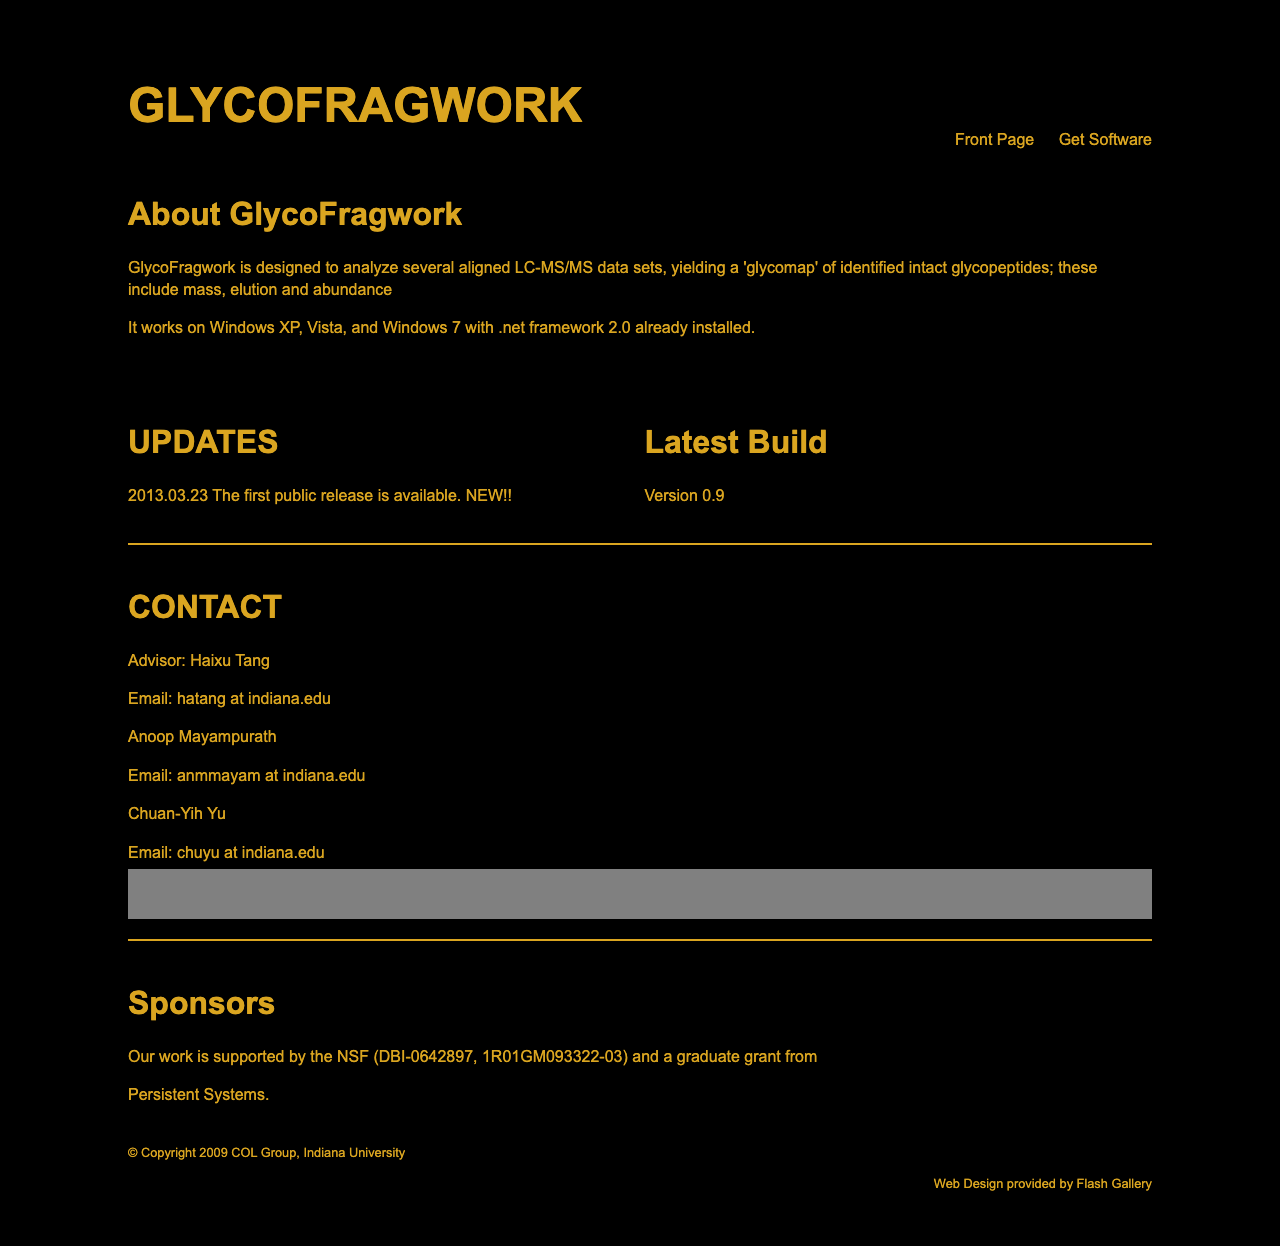 GLYCOFRAGWORK
Front Page Get Software
About GlycoFragwork
GlycoFragwork is designed to analyze several aligned LC-MS/MS data sets, yielding a 'glycomap' of identified intact glycopeptides; these
include mass, elution and abundance
It works on Windows XP, Vista, and Windows 7 with .net framework 2.0 already installed.
UPDATES
2013.03.23 The first public release is available. NEW!!
Latest Build
Version 0.9
CONTACT
Advisor: Haixu Tang
Email: hatang at indiana.edu
Anoop Mayampurath
Email: anmmayam at indiana.edu
Chuan-Yih Yu
Email: chuyu at indiana.edu
Sponsors
Our work is supported by the NSF (DBI-0642897, 1R01GM093322-03) and a graduate grant from
Persistent Systems.
© Copyright 2009 COL Group, Indiana University
Web Design provided by Flash Gallery